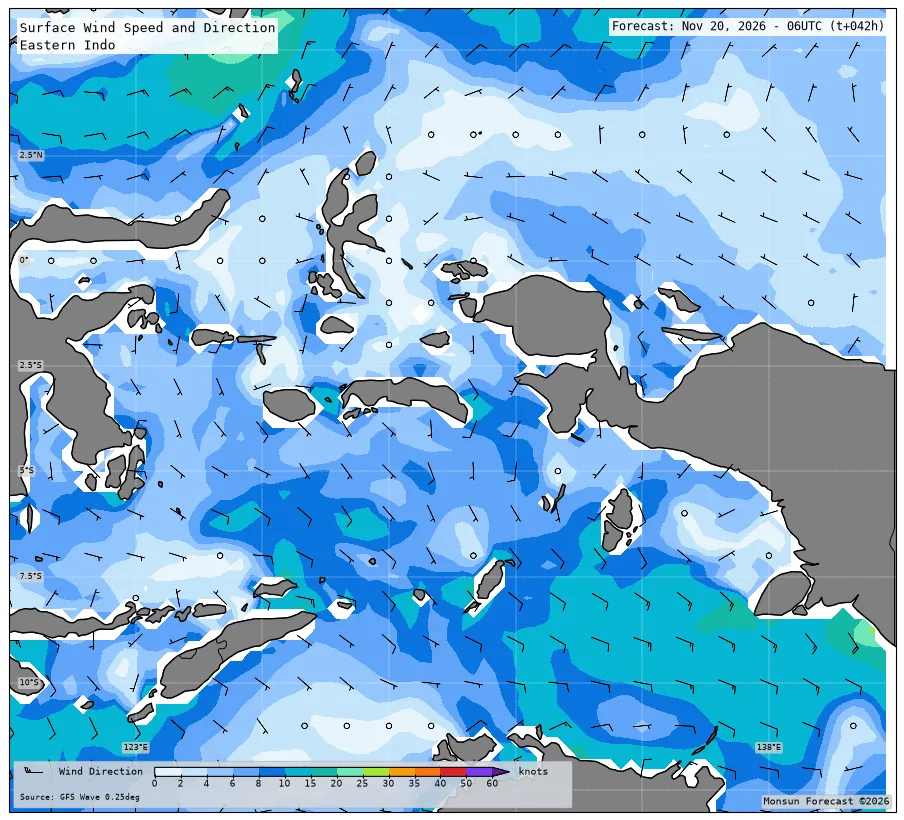 Surface Wind Speed and Direction
Eastern Indo
Forecast: Nov 20, 2026 - 06UTC (t+042h)
2.5°N
0°
2.5°S
5°S
7.5°S
10°S
123°E
138°E
Wind Direction
0 2 4 6 8 10 15 20 25 30 35 40 50 60
knots
Source: GFS Wave 0.25deg
Monsun Forecast ©2026